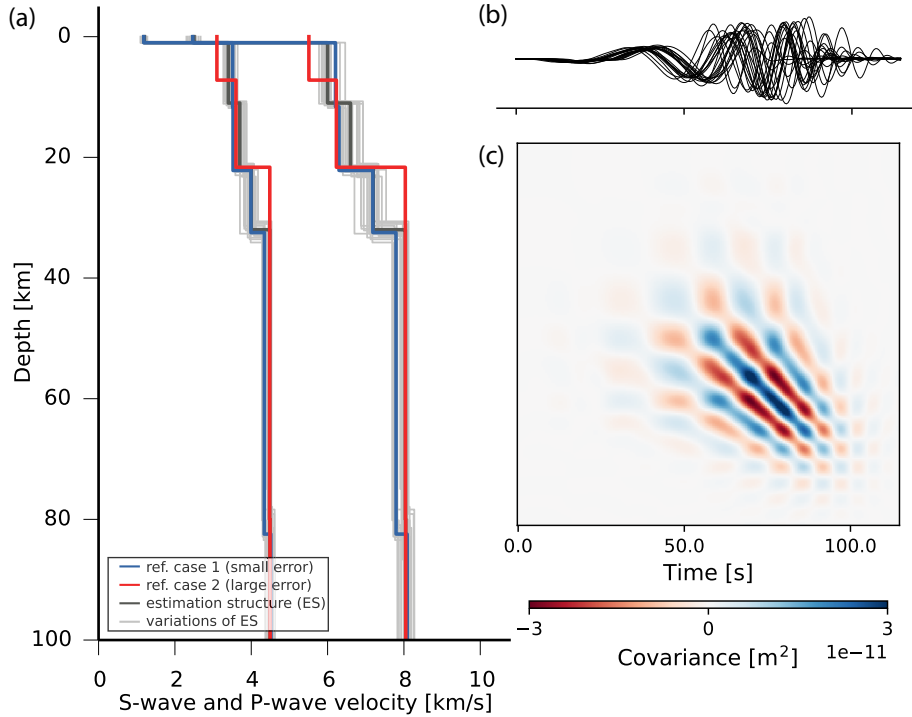 (a)
0
20
40
60
80
100
Depth [km]
ref. case 1 (small error)
ref. case 2 (large error)
estimation structure (ES)
variations of ES
0 2 4 6 8 10
S-wave and P-wave velocity [km/s]
(b)
(c)
0.0 50.0 100.0
Time [s]
−3 0 3
1e−11
Covariance [m²]